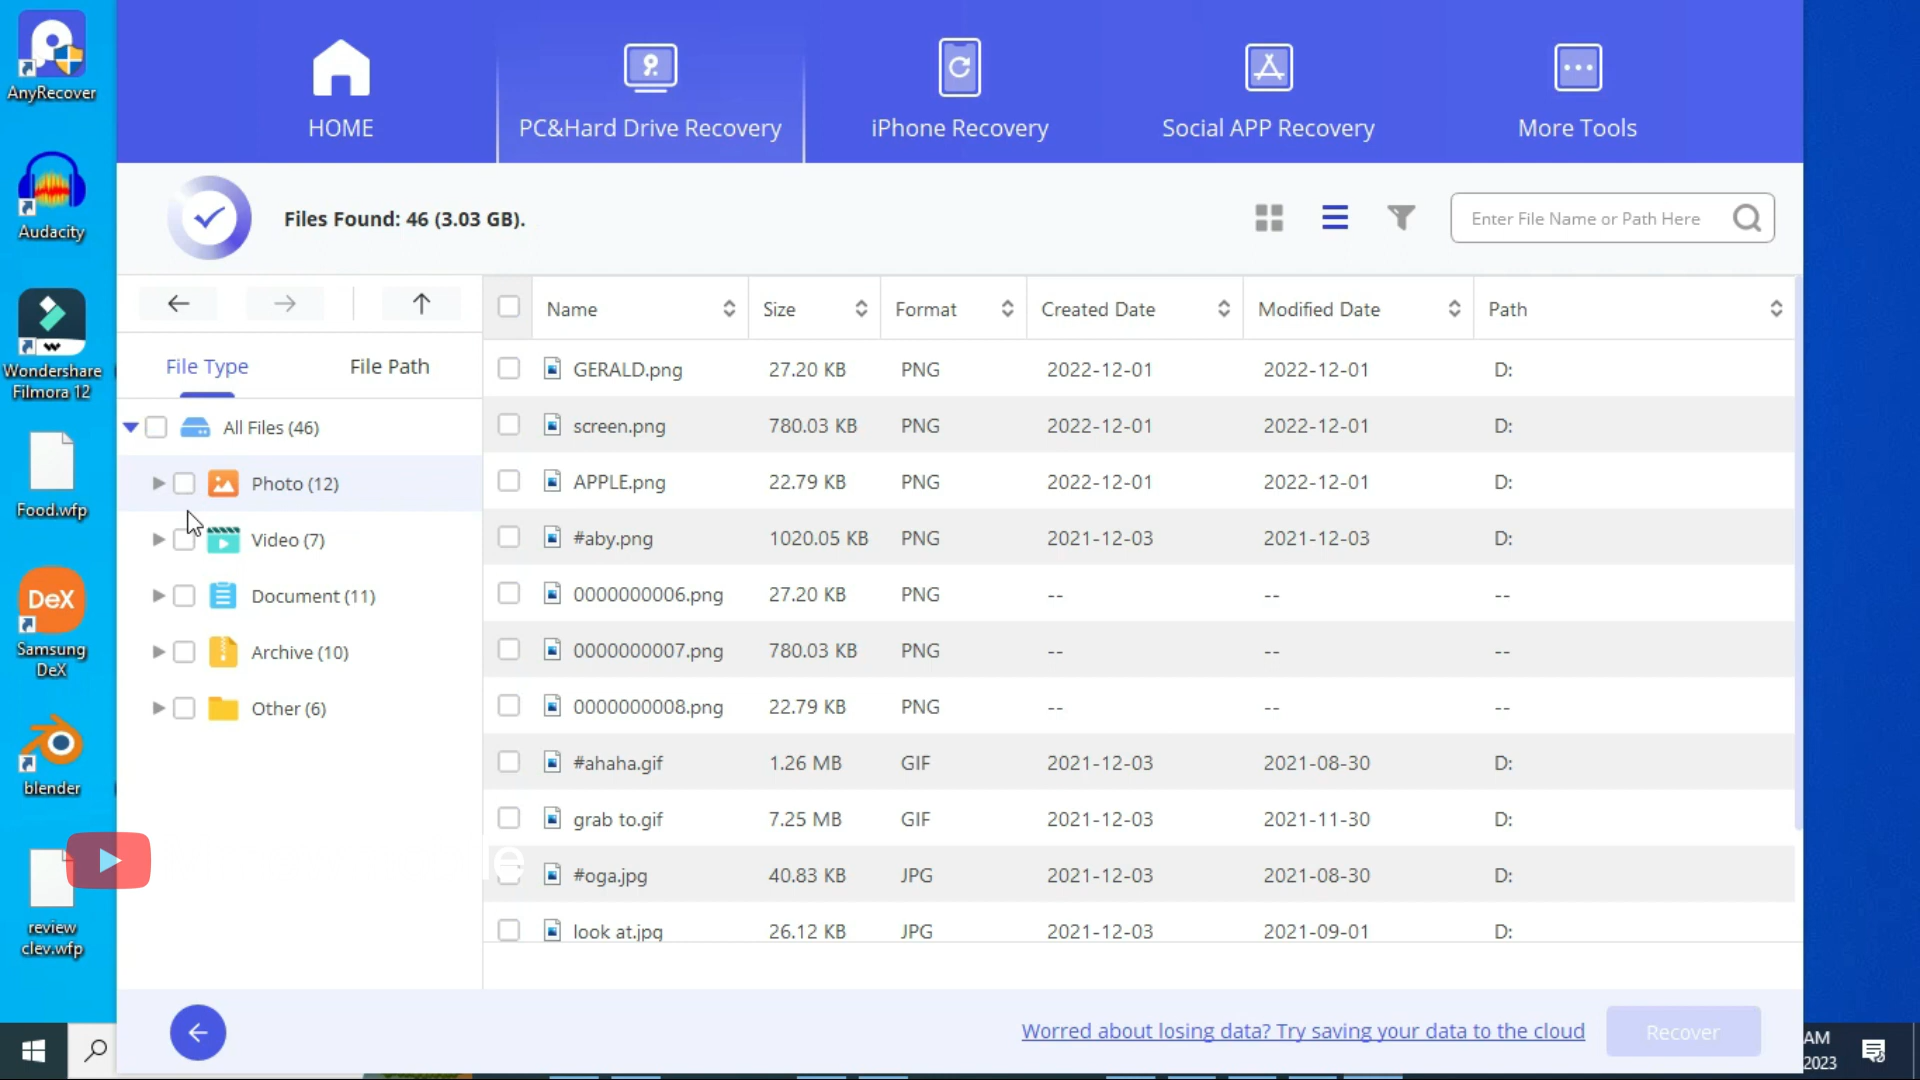 AnyRecover
Audacity
Wondershare
Filmora 12
Food.wfp
DeX
Samsung
DeX
blender
review
clev.wfp
HOME
PC&Hard Drive Recovery
iPhone Recovery
Social APP Recovery
More Tools
Files Found: 46 (3.03 GB).
Enter File Name or Path Here
File Type
File Path
All Files (46)
Photo (12)
Video (7)
Document (11)
Archive (10)
Other (6)
Name Size Format Created Date Modified Date Path
GERALD.png 27.20 KB PNG 2022-12-01 2022-12-01 D:
screen.png 780.03 KB PNG 2022-12-01 2022-12-01 D:
APPLE.png 22.79 KB PNG 2022-12-01 2022-12-01 D:
#aby.png 1020.05 KB PNG 2021-12-03 2021-12-03 D:
0000000006.png 27.20 KB PNG -- -- --
0000000007.png 780.03 KB PNG -- -- --
0000000008.png 22.79 KB PNG -- -- --
#ahaha.gif 1.26 MB GIF 2021-12-03 2021-08-30 D:
grab to.gif 7.25 MB GIF 2021-12-03 2021-11-30 D:
#oga.jpg 40.83 KB JPG 2021-12-03 2021-08-30 D:
look at.jpg 26.12 KB JPG 2021-12-03 2021-09-01 D:
Worred about losing data? Try saving your data to the cloud
Recover
AM
2023